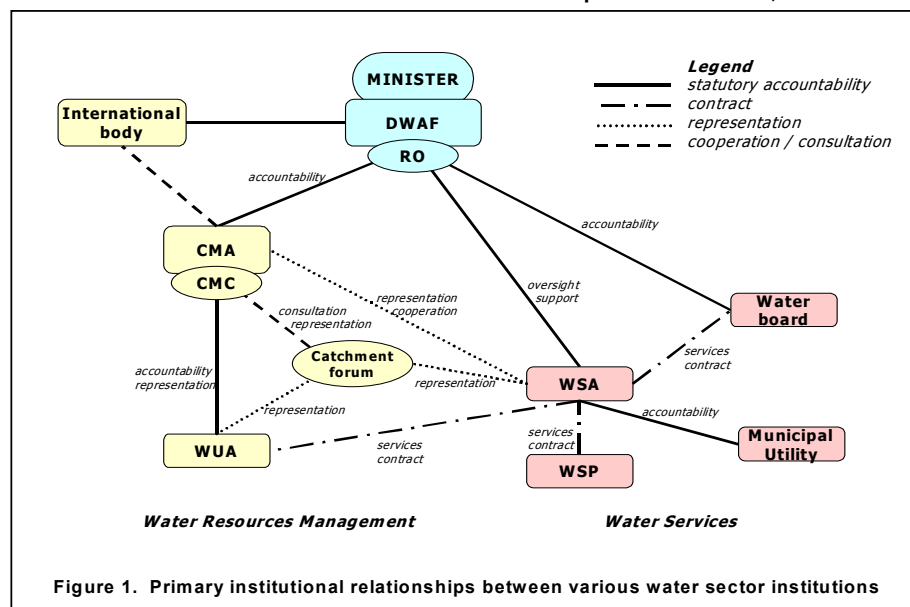 MINISTER
DWAF
RO
International
body
Legend
statutory accountability
contract
representation
cooperation / consultation
accountability
accountability
CMA
CMC
oversight
support
representation
cooperation
consultation
representation
Water
board
services
contract
Catchment
forum
accountability
representation
representation
WSA
representation
accountability
services
contract
services
contract
WUA
WSP
Municipal
Utility
Water Resources Management
Water Services
Figure 1. Primary institutional relationships between various water sector institutions